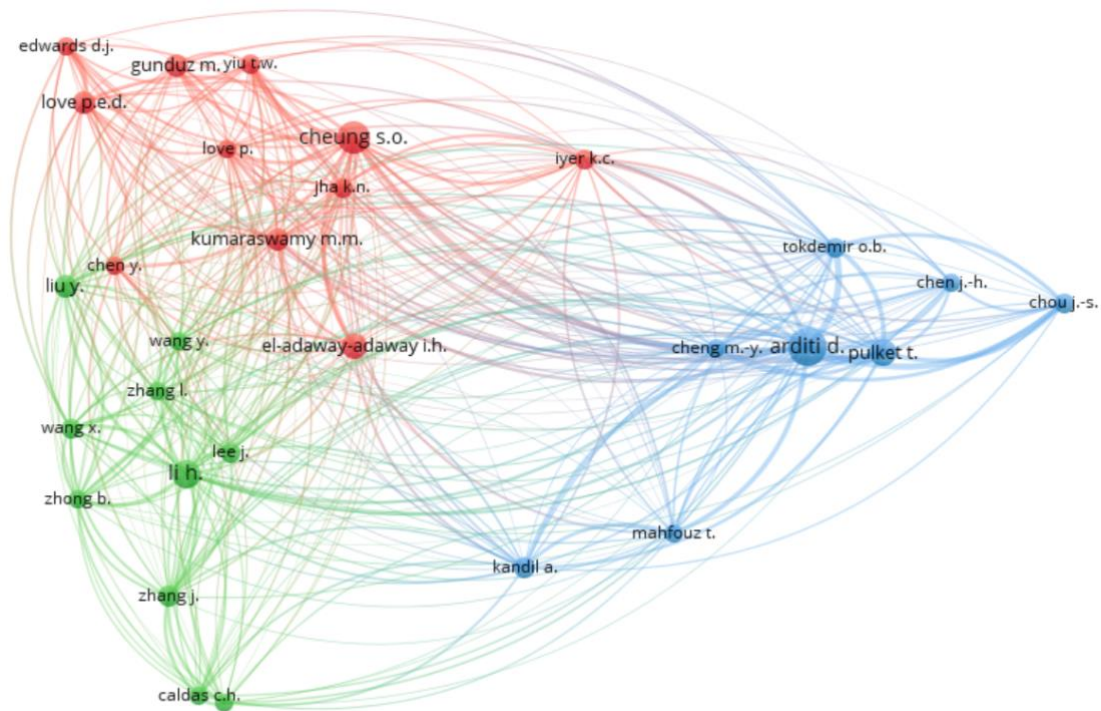 edwards d.j.
gunduz m.
yiu t.w.
love p.e.d.
cheung s.o.
love p.
iyer k.c.
jha k.n.
kumaraswamy m.m.
tokdemir o.b.
chen y.
liu y.
chen j.-h.
chou j.-s.
wang y.
el-adaway-adaway i.h.
cheng m.-y.
arditi d.
pulket t.
zhang l.
wang x.
lee j.
li h.
zhong b.
mahfouz t.
kandil a.
zhang j.
caldas c.h.